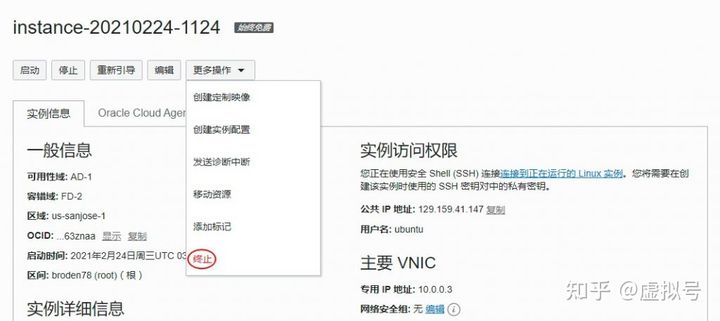 instance-20210224-1124 始终免费
启动 停止 重新引导 编辑 更多操作
创建定制映像
创建实例配置
发送诊断中断
移动资源
添加标记
终止
实例信息 Oracle Cloud Agen
一般信息
可用性域: AD-1
容错域: FD-2
区域: us-sanjose-1
OCID: ...63znaa 显示 复制
启动时间: 2021年2月24日周三UTC 03
区间: broden78 (root)（根）
实例详细信息
实例访问权限
您正在使用安全 Shell (SSH) 连接连接到正在运行的 Linux 实例。您将需要在创
建该实例时使用的 SSH 密钥对中的私有密钥。
公共 IP 地址: 129.159.41.147 复制
用户名: ubuntu
主要 VNIC
专用 IP 地址: 10.0.0.3
网络安全组: 无 编辑
知乎 @虚拟号